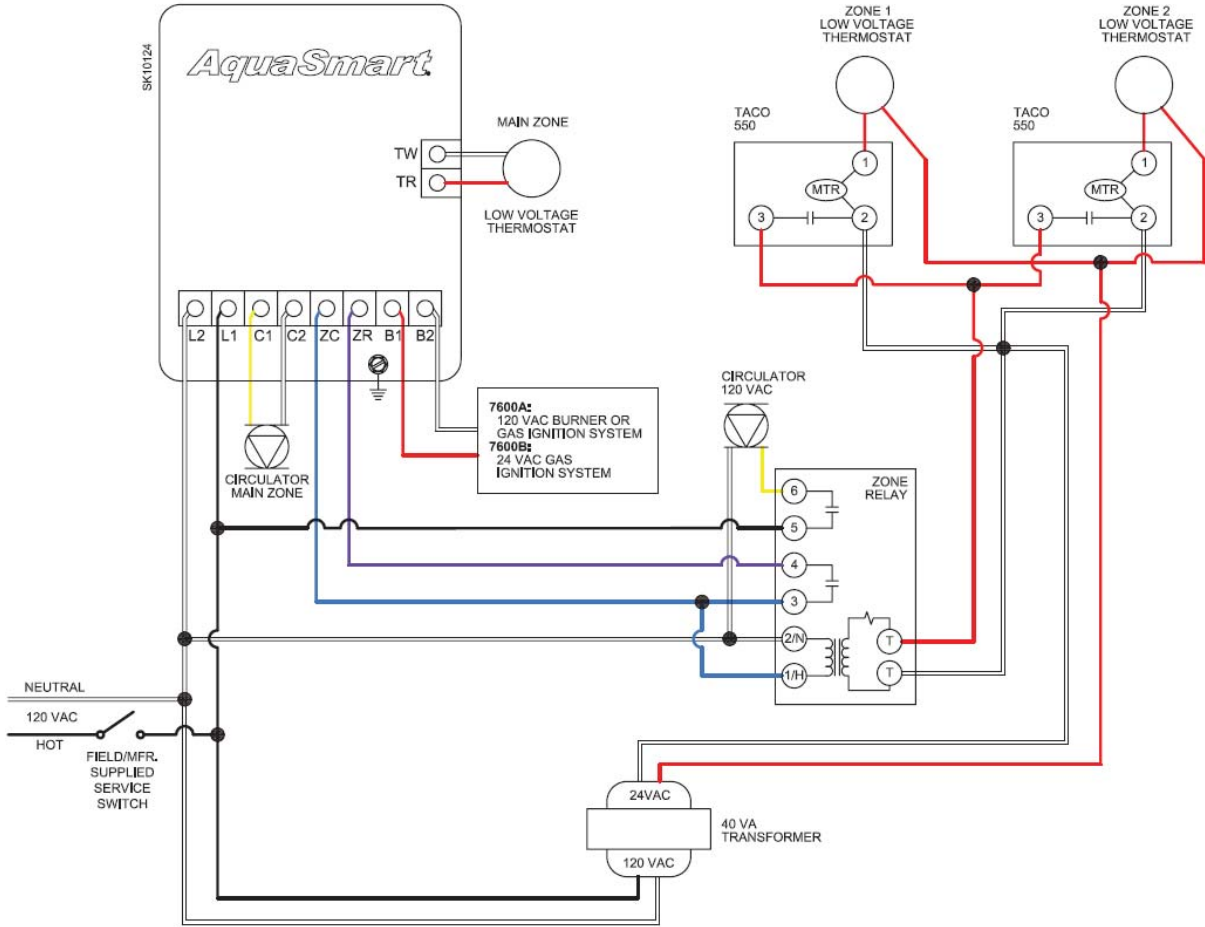 SK10124
AquaSmart
MAIN ZONE
TW
TR
LOW VOLTAGE
THERMOSTAT
L2 L1 C1 C2 ZC ZR B1 B2
ZONE 1
LOW VOLTAGE
THERMOSTAT
ZONE 2
LOW VOLTAGE
THERMOSTAT
TACO
550
1
MTR
3
2
TACO
550
1
MTR
3
2
7600A:
120 VAC BURNER OR
GAS IGNITION SYSTEM
7600B:
24 VAC GAS
IGNITION SYSTEM
CIRCULATOR
MAIN ZONE
CIRCULATOR
120 VAC
ZONE
RELAY
6
5
4
3
2/N
1/H
T
T
NEUTRAL
120 VAC
HOT
FIELD/MFR.
SUPPLIED
SERVICE
SWITCH
24VAC
40 VA
TRANSFORMER
120 VAC